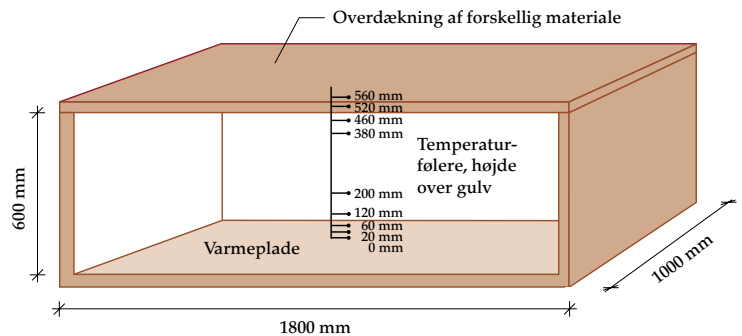 Overdækning af forskellig materiale
560 mm
520 mm
460 mm
380 mm
Temperatur-
følere, højde
over gulv
200 mm
120 mm
60 mm
20 mm
0 mm
Varmeplade
600 mm
1000 mm
1800 mm